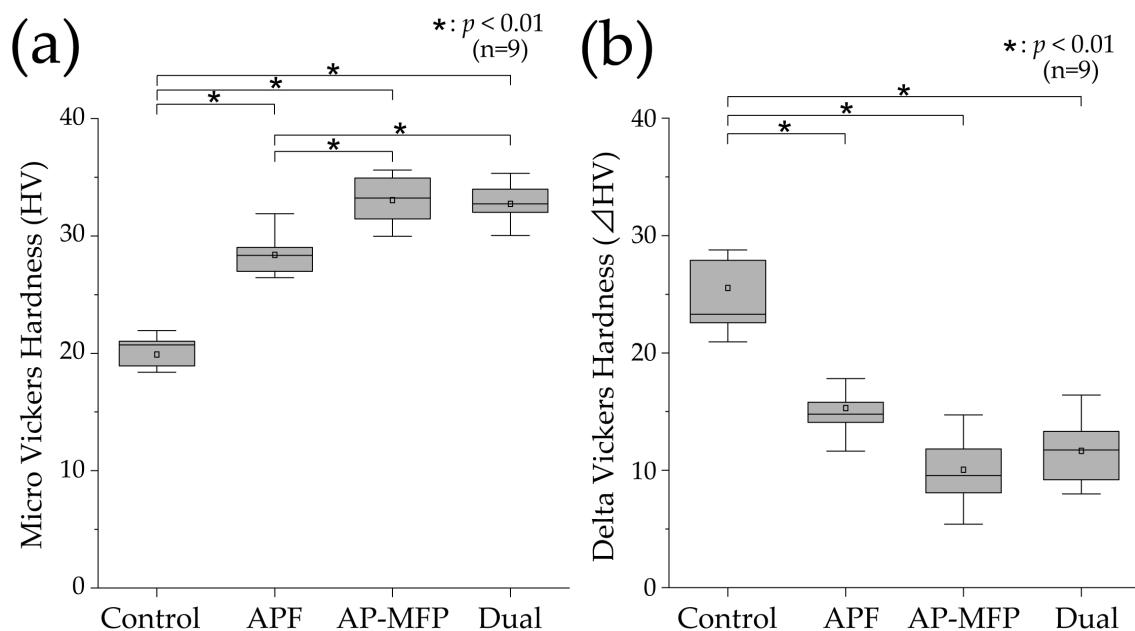 (a)
*: p < 0.01
(n=9)
*
*
*
*
*
Micro Vickers Hardness (HV)
40
30
20
10
0
Control APF AP-MFP Dual
(b)
*: p < 0.01
(n=9)
*
*
*
Delta Vickers Hardness (⊿HV)
40
30
20
10
0
Control APF AP-MFP Dual